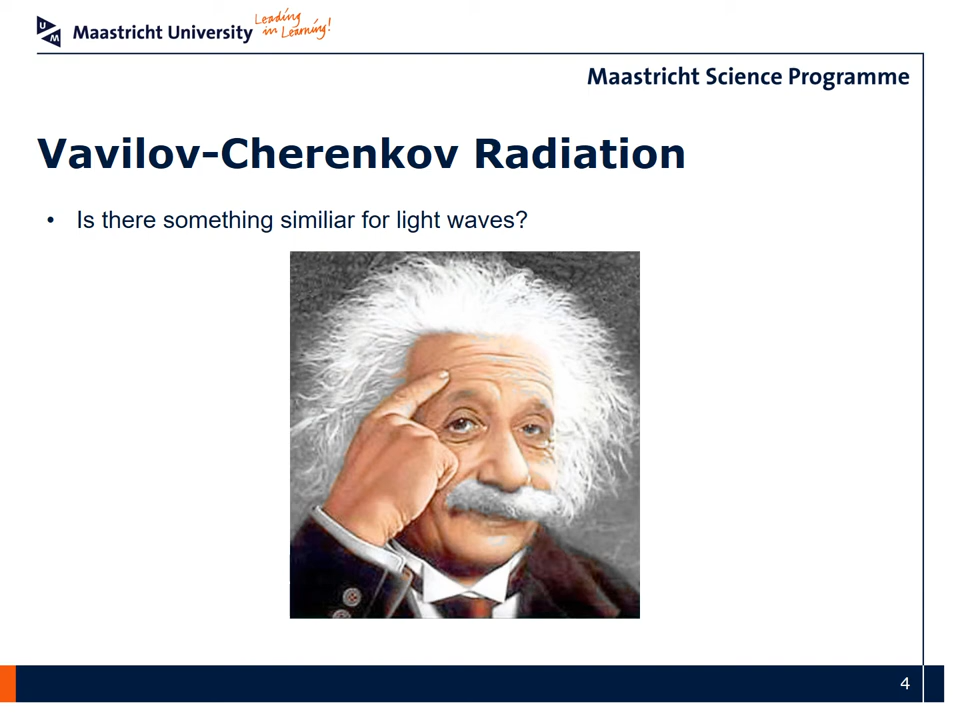 U
M
Maastricht University
Leading
in Learning!
Maastricht Science Programme
Vavilov-Cherenkov Radiation
• Is there something similiar for light waves?
4